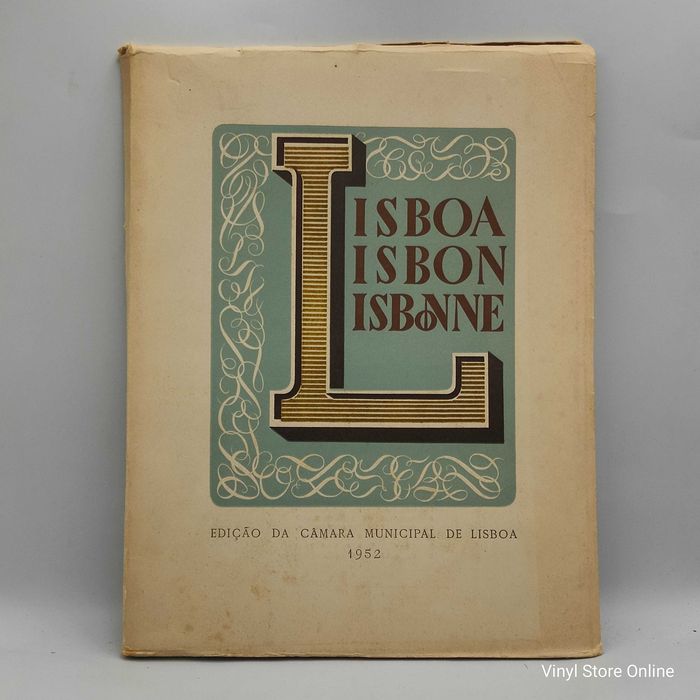 LISBOA
LISBON
LISBONNE
EDIÇÃO DA CÂMARA MUNICIPAL DE LISBOA
1952
Vinyl Store Online